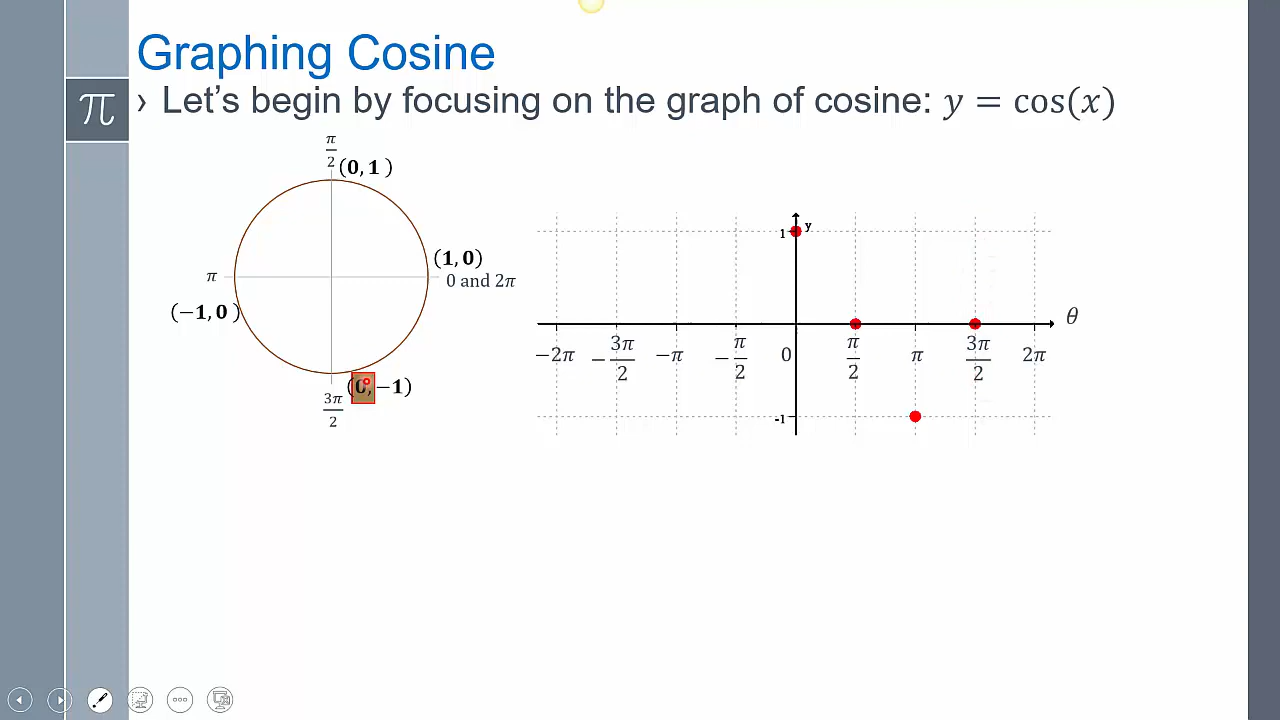 Graphing Cosine
π
› Let's begin by focusing on the graph of cosine: y = cos(x)
π/2
(0, 1 )
(1, 0)
0 and 2π
π
(−1, 0 )
(0, −1)
3π/2
y
1
θ
−2π −3π/2 −π −π/2 0 π/2 π 3π/2 2π
-1